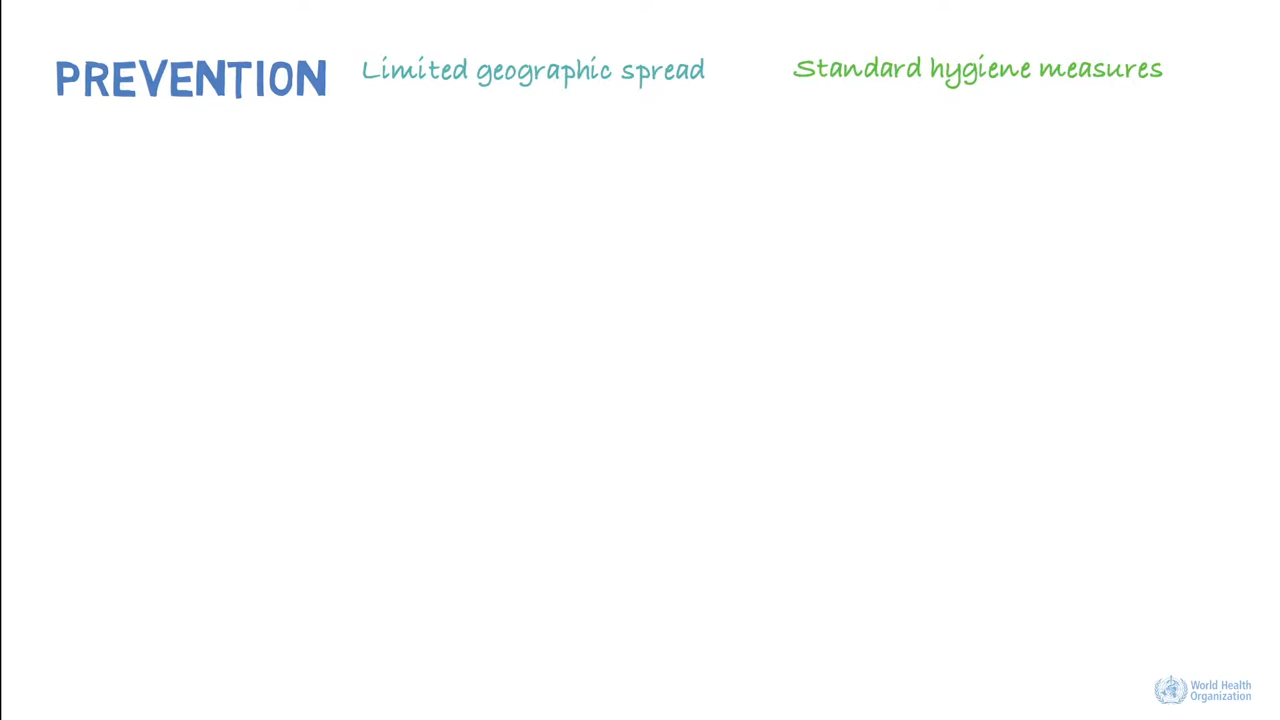 PREVENTION
Limited geographic spread
Standard hygiene measures
World Health
Organization